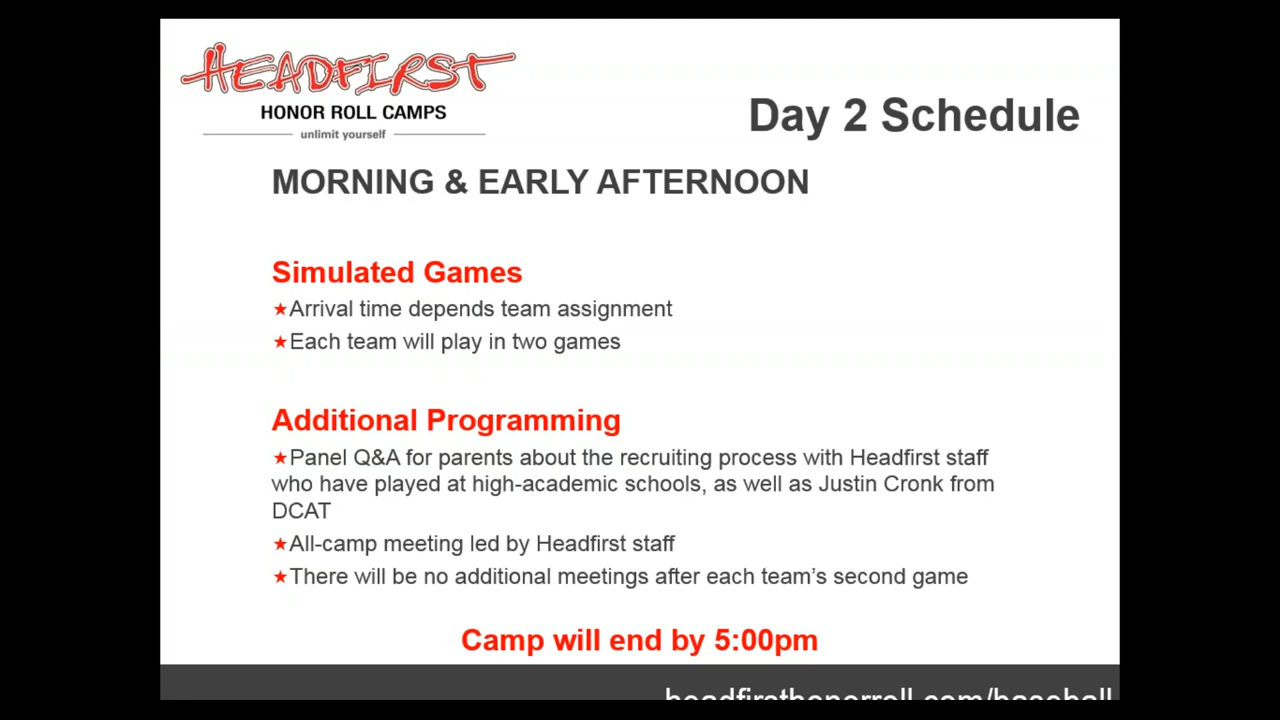 HEADFIRST
HONOR ROLL CAMPS
unlimit yourself
Day 2 Schedule
MORNING & EARLY AFTERNOON
Simulated Games
★Arrival time depends team assignment
★Each team will play in two games
Additional Programming
★Panel Q&A for parents about the recruiting process with Headfirst staff
who have played at high-academic schools, as well as Justin Cronk from
DCAT
★All-camp meeting led by Headfirst staff
★There will be no additional meetings after each team’s second game
Camp will end by 5:00pm
headfirsthonorroll.com/baseball